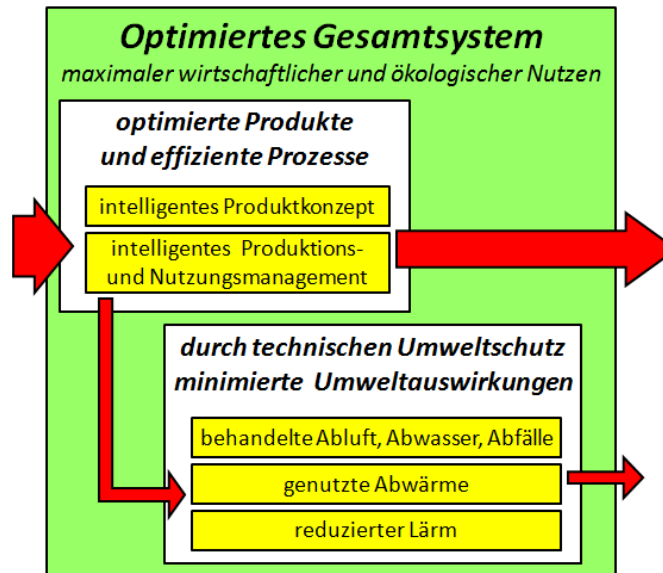 Optimiertes Gesamtsystem
maximaler wirtschaftlicher und ökologischer Nutzen
optimierte Produkte
und effiziente Prozesse
intelligentes Produktkonzept
intelligentes Produktions-
und Nutzungsmanagement
durch technischen Umweltschutz
minimierte Umweltauswirkungen
behandelte Abluft, Abwasser, Abfälle
genutzte Abwärme
reduzierter Lärm